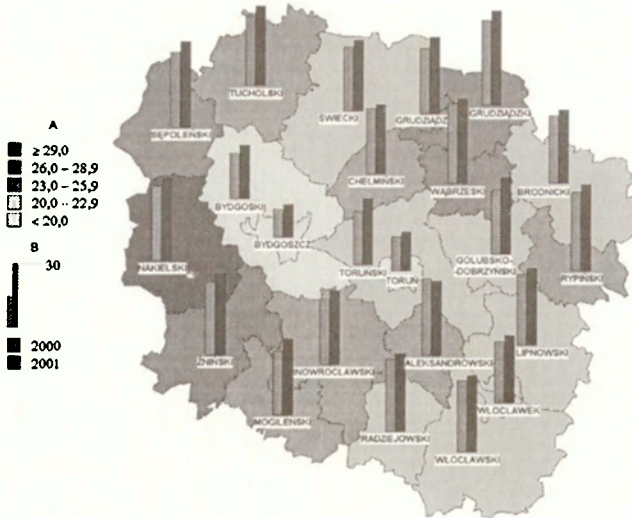 A
≥ 29,0
26,0 – 28,9
23,0 – 25,9
20,0 – 22,9
< 20,0
B
30
2000
2001
TUCHOLSKI
SĘPOLEŃSKI
ŚWIECKI
GRUDZIĄDZ
GRUDZIĄDZKI
CHEŁMIŃSKI
WĄBRZESKI
BRODNICKI
BYDGOSKI
BYDGOSZCZ
NAKIELSKI
TORUŃSKI
TORUŃ
GOLUBSKO-
-DOBRZYŃSKI
RYPIŃSKI
ŻNIŃSKI
INOWROCŁAWSKI
ALEKSANDROWSKI
LIPNOWSKI
MOGILEŃSKI
RADZIEJOWSKI
WŁOCŁAWEK
WŁOCŁAWSKI